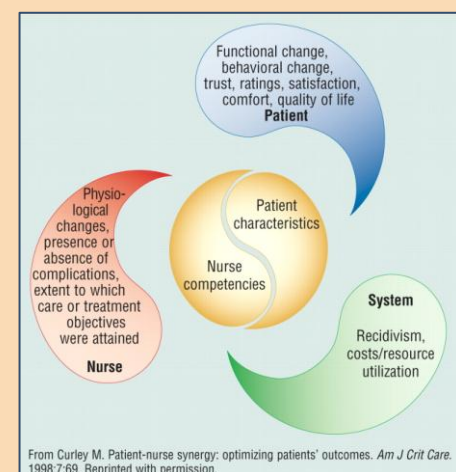 Functional change,
behavioral change,
trust, ratings, satisfaction,
comfort, quality of life
Patient
Physio-
logical
changes,
presence or
absence of
complications,
extent to which
care or treatment
objectives
were attained
Nurse
Patient
characteristics
Nurse
competencies
System
Recidivism,
costs/resource
utilization
From Curley M. Patient-nurse synergy: optimizing patients' outcomes. Am J Crit Care.
1998;7:69. Reprinted with permission